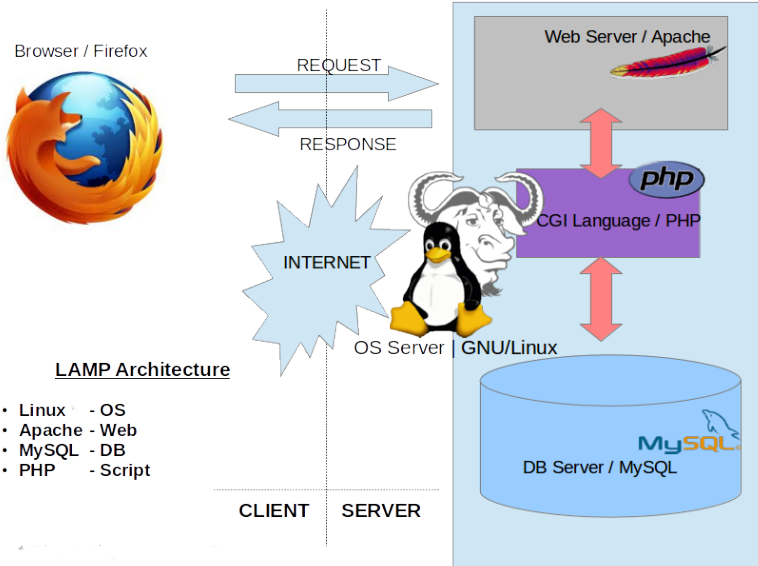 Browser / Firefox
REQUEST
RESPONSE
Web Server / Apache
php
CGI Language / PHP
INTERNET
OS Server | GNU/Linux
LAMP Architecture
• Linux - OS
• Apache - Web
• MySQL - DB
• PHP - Script
MySQL
DB Server / MySQL
CLIENT
SERVER